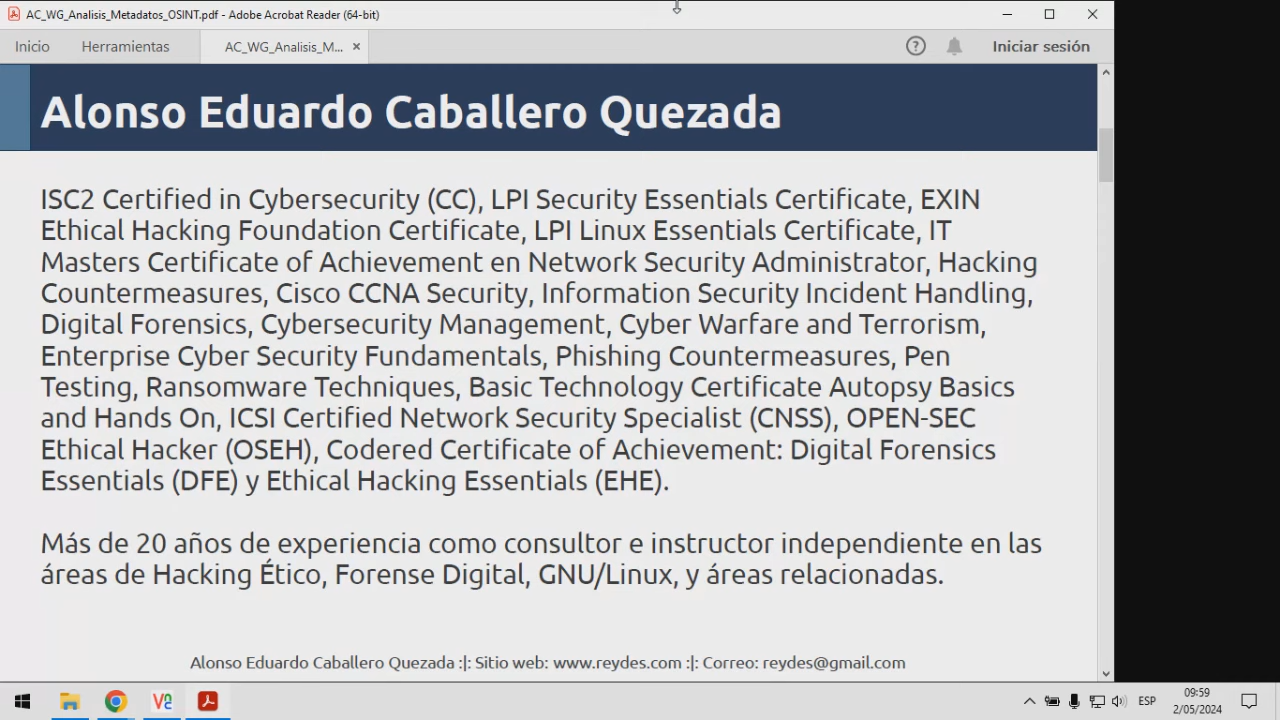 AC_WG_Analisis_Metadatos_OSINT.pdf - Adobe Acrobat Reader (64-bit)
Inicio
Herramientas
AC_WG_Analisis_M...
Iniciar sesión
Alonso Eduardo Caballero Quezada
ISC2 Certified in Cybersecurity (CC), LPI Security Essentials Certificate, EXIN
Ethical Hacking Foundation Certificate, LPI Linux Essentials Certificate, IT
Masters Certificate of Achievement en Network Security Administrator, Hacking
Countermeasures, Cisco CCNA Security, Information Security Incident Handling,
Digital Forensics, Cybersecurity Management, Cyber Warfare and Terrorism,
Enterprise Cyber Security Fundamentals, Phishing Countermeasures, Pen
Testing, Ransomware Techniques, Basic Technology Certificate Autopsy Basics
and Hands On, ICSI Certified Network Security Specialist (CNSS), OPEN-SEC
Ethical Hacker (OSEH), Codered Certificate of Achievement: Digital Forensics
Essentials (DFE) y Ethical Hacking Essentials (EHE).
Más de 20 años de experiencia como consultor e instructor independiente en las
áreas de Hacking Ético, Forense Digital, GNU/Linux, y áreas relacionadas.
Alonso Eduardo Caballero Quezada :|: Sitio web: www.reydes.com :|: Correo: reydes@gmail.com
ESP
09:59
2/05/2024